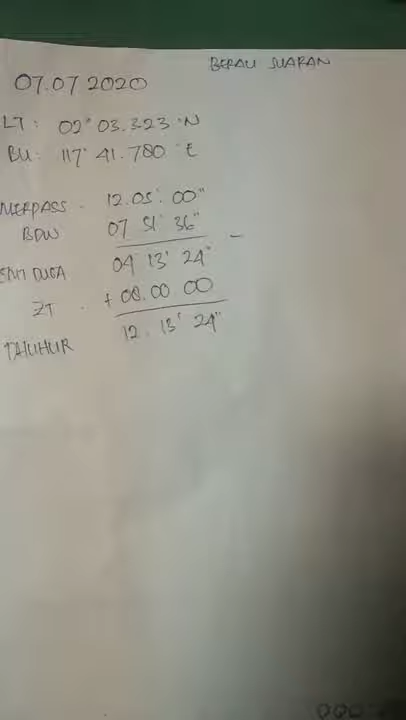 BERAU SUARAN
07.07 2020
LT : 02° 03.323 'N
BU : 117° 41.780 'E
MERPASS - 12.05'. 00"
BDW 07 51' 36" -
04 13' 24"
ZT . + 08.00 00
12. 13' 24"